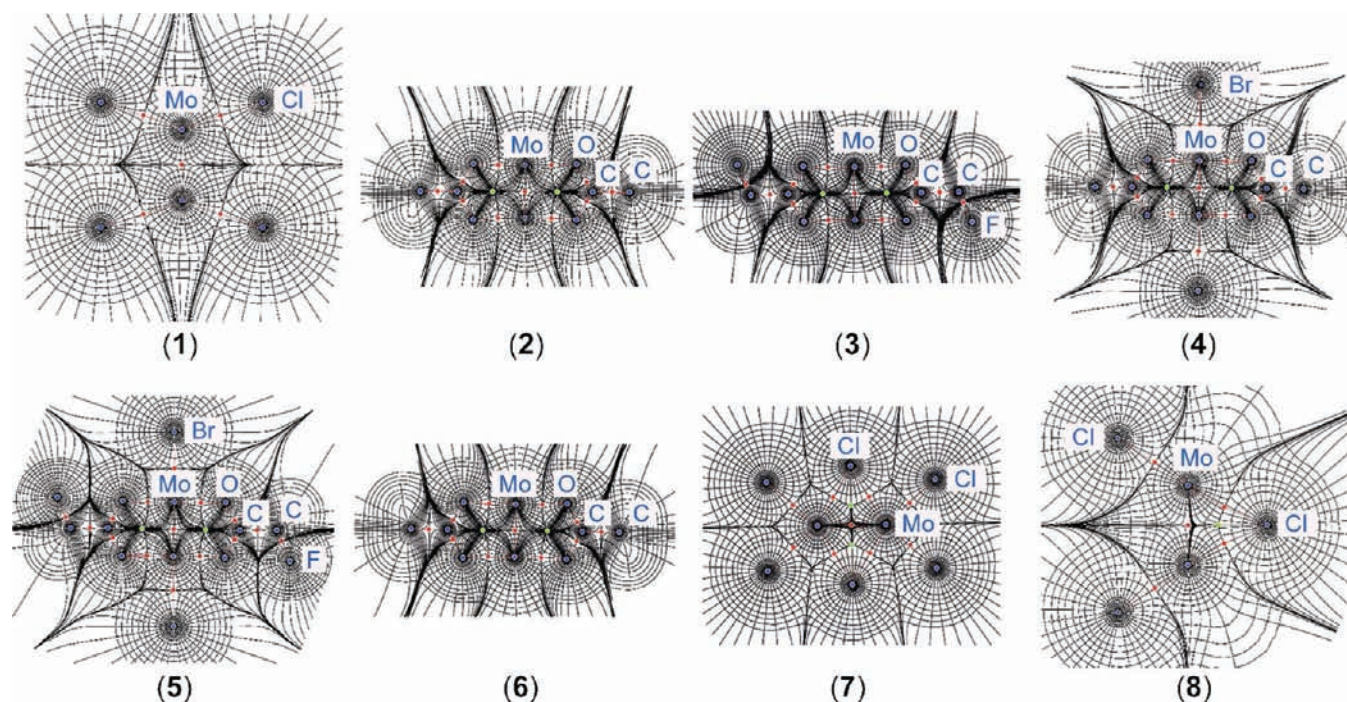 Mo Cl
(1)
Mo O C C
(2)
Mo O C C F
(3)
Br Mo O C C
(4)
Br Mo O C C F
(5)
Mo O C C
(6)
Cl Cl Mo
(7)
Cl Mo Cl
(8)